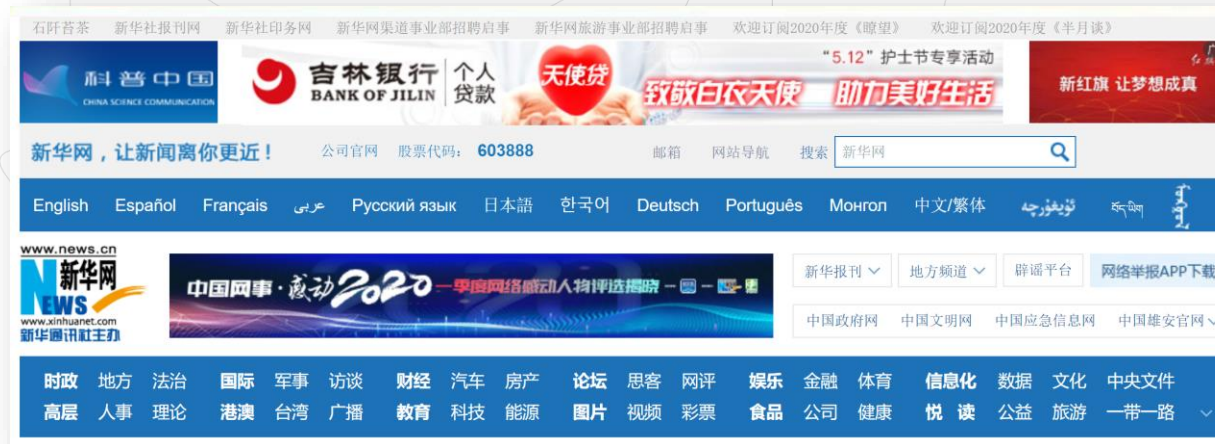 石阡苔茶 新华社报刊网 新华社印务网 新华网渠道事业部招聘启事 新华网旅游事业部招聘启事 欢迎订阅2020年度《瞭望》 欢迎订阅2020年度《半月谈》
科普中国
CHINA SCIENCE COMMUNICATION
吉林银行
BANK OF JILIN
个人
贷款
天使贷
“5.12”护士节专享活动
致敬白衣天使 助力美好生活
新红旗 让梦想成真
新华网,让新闻离你更近! 公司官网 股票代码: 603888 邮箱 网站导航 搜索 新华网
English Español Français عربى Русский язык 日本語 한국어 Deutsch Português Монгол 中文/繁体 ئۇيغۇرچە བོད་ཡིག
www.news.cn
新华网
NEWS
www.xinhuanet.com
新华通讯社主办
中国网事·感动2020 一季度网络感动人物评选揭晓
新华报刊 地方频道 辟谣平台 网络举报APP下载
中国政府网 中国文明网 中国应急信息网 中国雄安官网
时政 地方 法治 国际 军事 访谈 财经 汽车 房产 论坛 思客 网评 娱乐 金融 体育 信息化 数据 文化 中央文件
高层 人事 理论 港澳 台湾 广播 教育 科技 能源 图片 视频 彩票 食品 公司 健康 悦 读 公益 旅游 一带一路